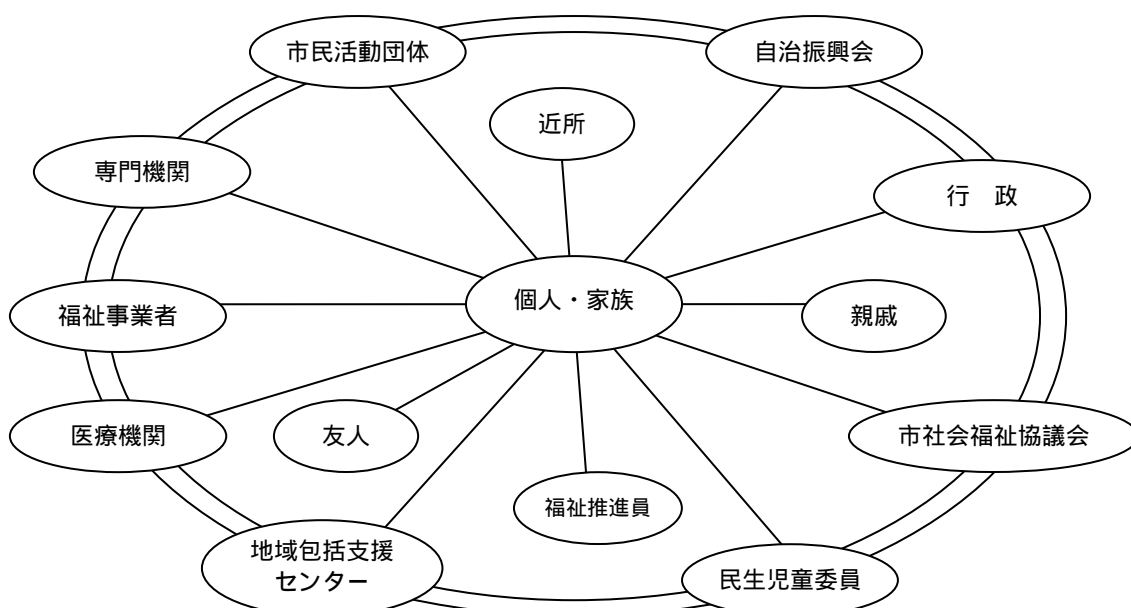 市民活動団体
自治振興会
近所
専門機関
行　政
個人・家族
福祉事業者
親戚
医療機関
友人
市社会福祉協議会
福祉推進員
地域包括支援
センター
民生児童委員